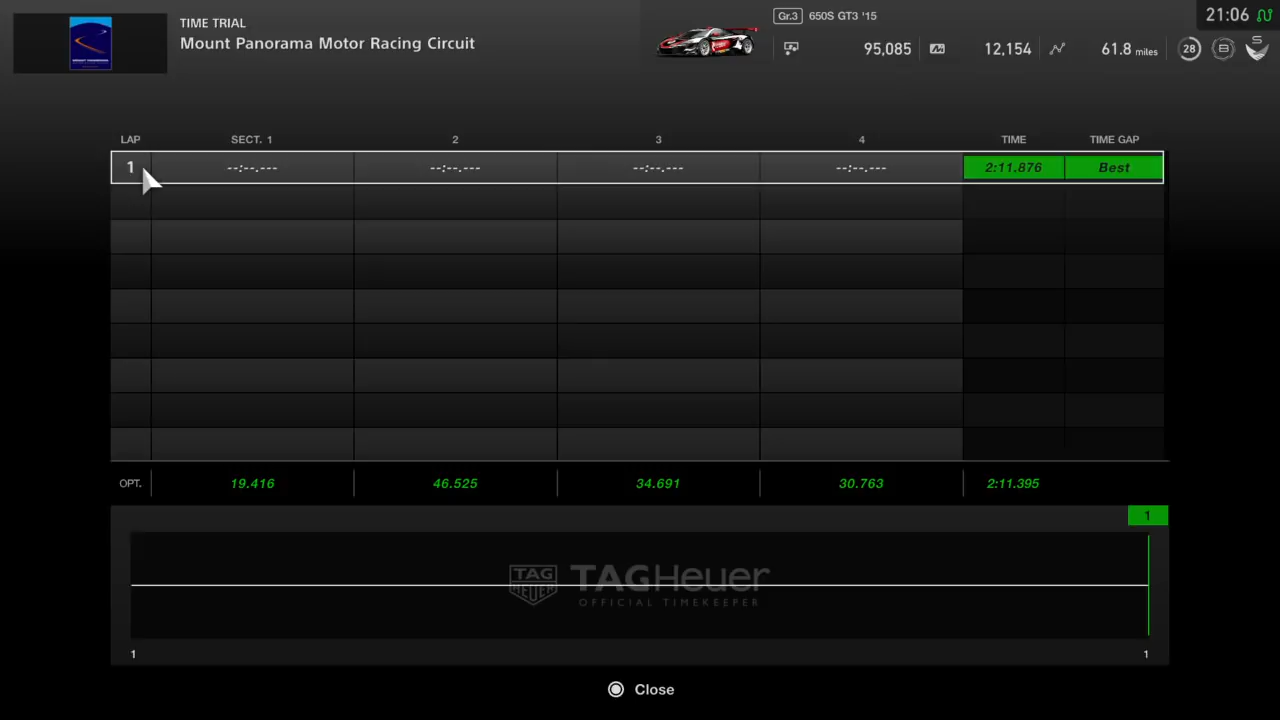 TIME TRIAL
Mount Panorama Motor Racing Circuit
Gr.3 650S GT3 '15
21:06
95,085 12,154 61.8 miles 28 B S
LAP SECT. 1 2 3 4 TIME TIME GAP
1 --:--.--- --:--.--- --:--.--- --:--.--- 2:11.876 Best
OPT. 19.416 46.525 34.691 30.763 2:11.395
1
TAG HEUER TAGHeuer
OFFICIAL TIMEKEEPER
1 1
Close